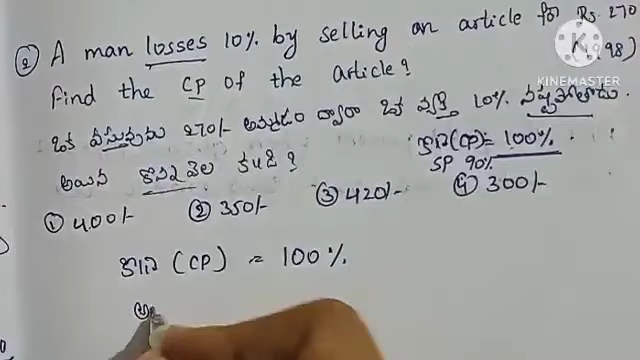 ② A man losses 10% by selling an article for Rs. 270
find the CP of the article?
ఒక వస్తువును 270/- అమ్మడం ద్వారా ఒక వ్యక్తి 10% నష్టపోతాడు.
అయిన కొన్న వెల కనుక్కో?
కొన్న (CP) = 100%
SP 90%
① 400/- ② 350/- ③ 420/- ④ 300/-
కొన్న (CP) = 100%
K
KINEMASTER